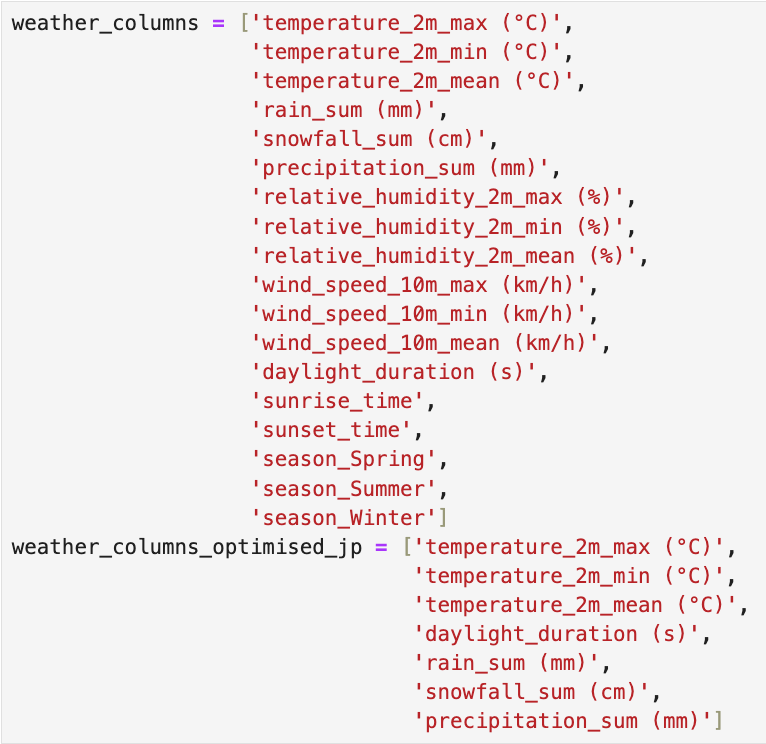 weather_columns = ['temperature_2m_max (°C)',
'temperature_2m_min (°C)',
'temperature_2m_mean (°C)',
'rain_sum (mm)',
'snowfall_sum (cm)',
'precipitation_sum (mm)',
'relative_humidity_2m_max (%)',
'relative_humidity_2m_min (%)',
'relative_humidity_2m_mean (%)',
'wind_speed_10m_max (km/h)',
'wind_speed_10m_min (km/h)',
'wind_speed_10m_mean (km/h)',
'daylight_duration (s)',
'sunrise_time',
'sunset_time',
'season_Spring',
'season_Summer',
'season_Winter']
weather_columns_optimised_jp = ['temperature_2m_max (°C)',
'temperature_2m_min (°C)',
'temperature_2m_mean (°C)',
'daylight_duration (s)',
'rain_sum (mm)',
'snowfall_sum (cm)',
'precipitation_sum (mm)']